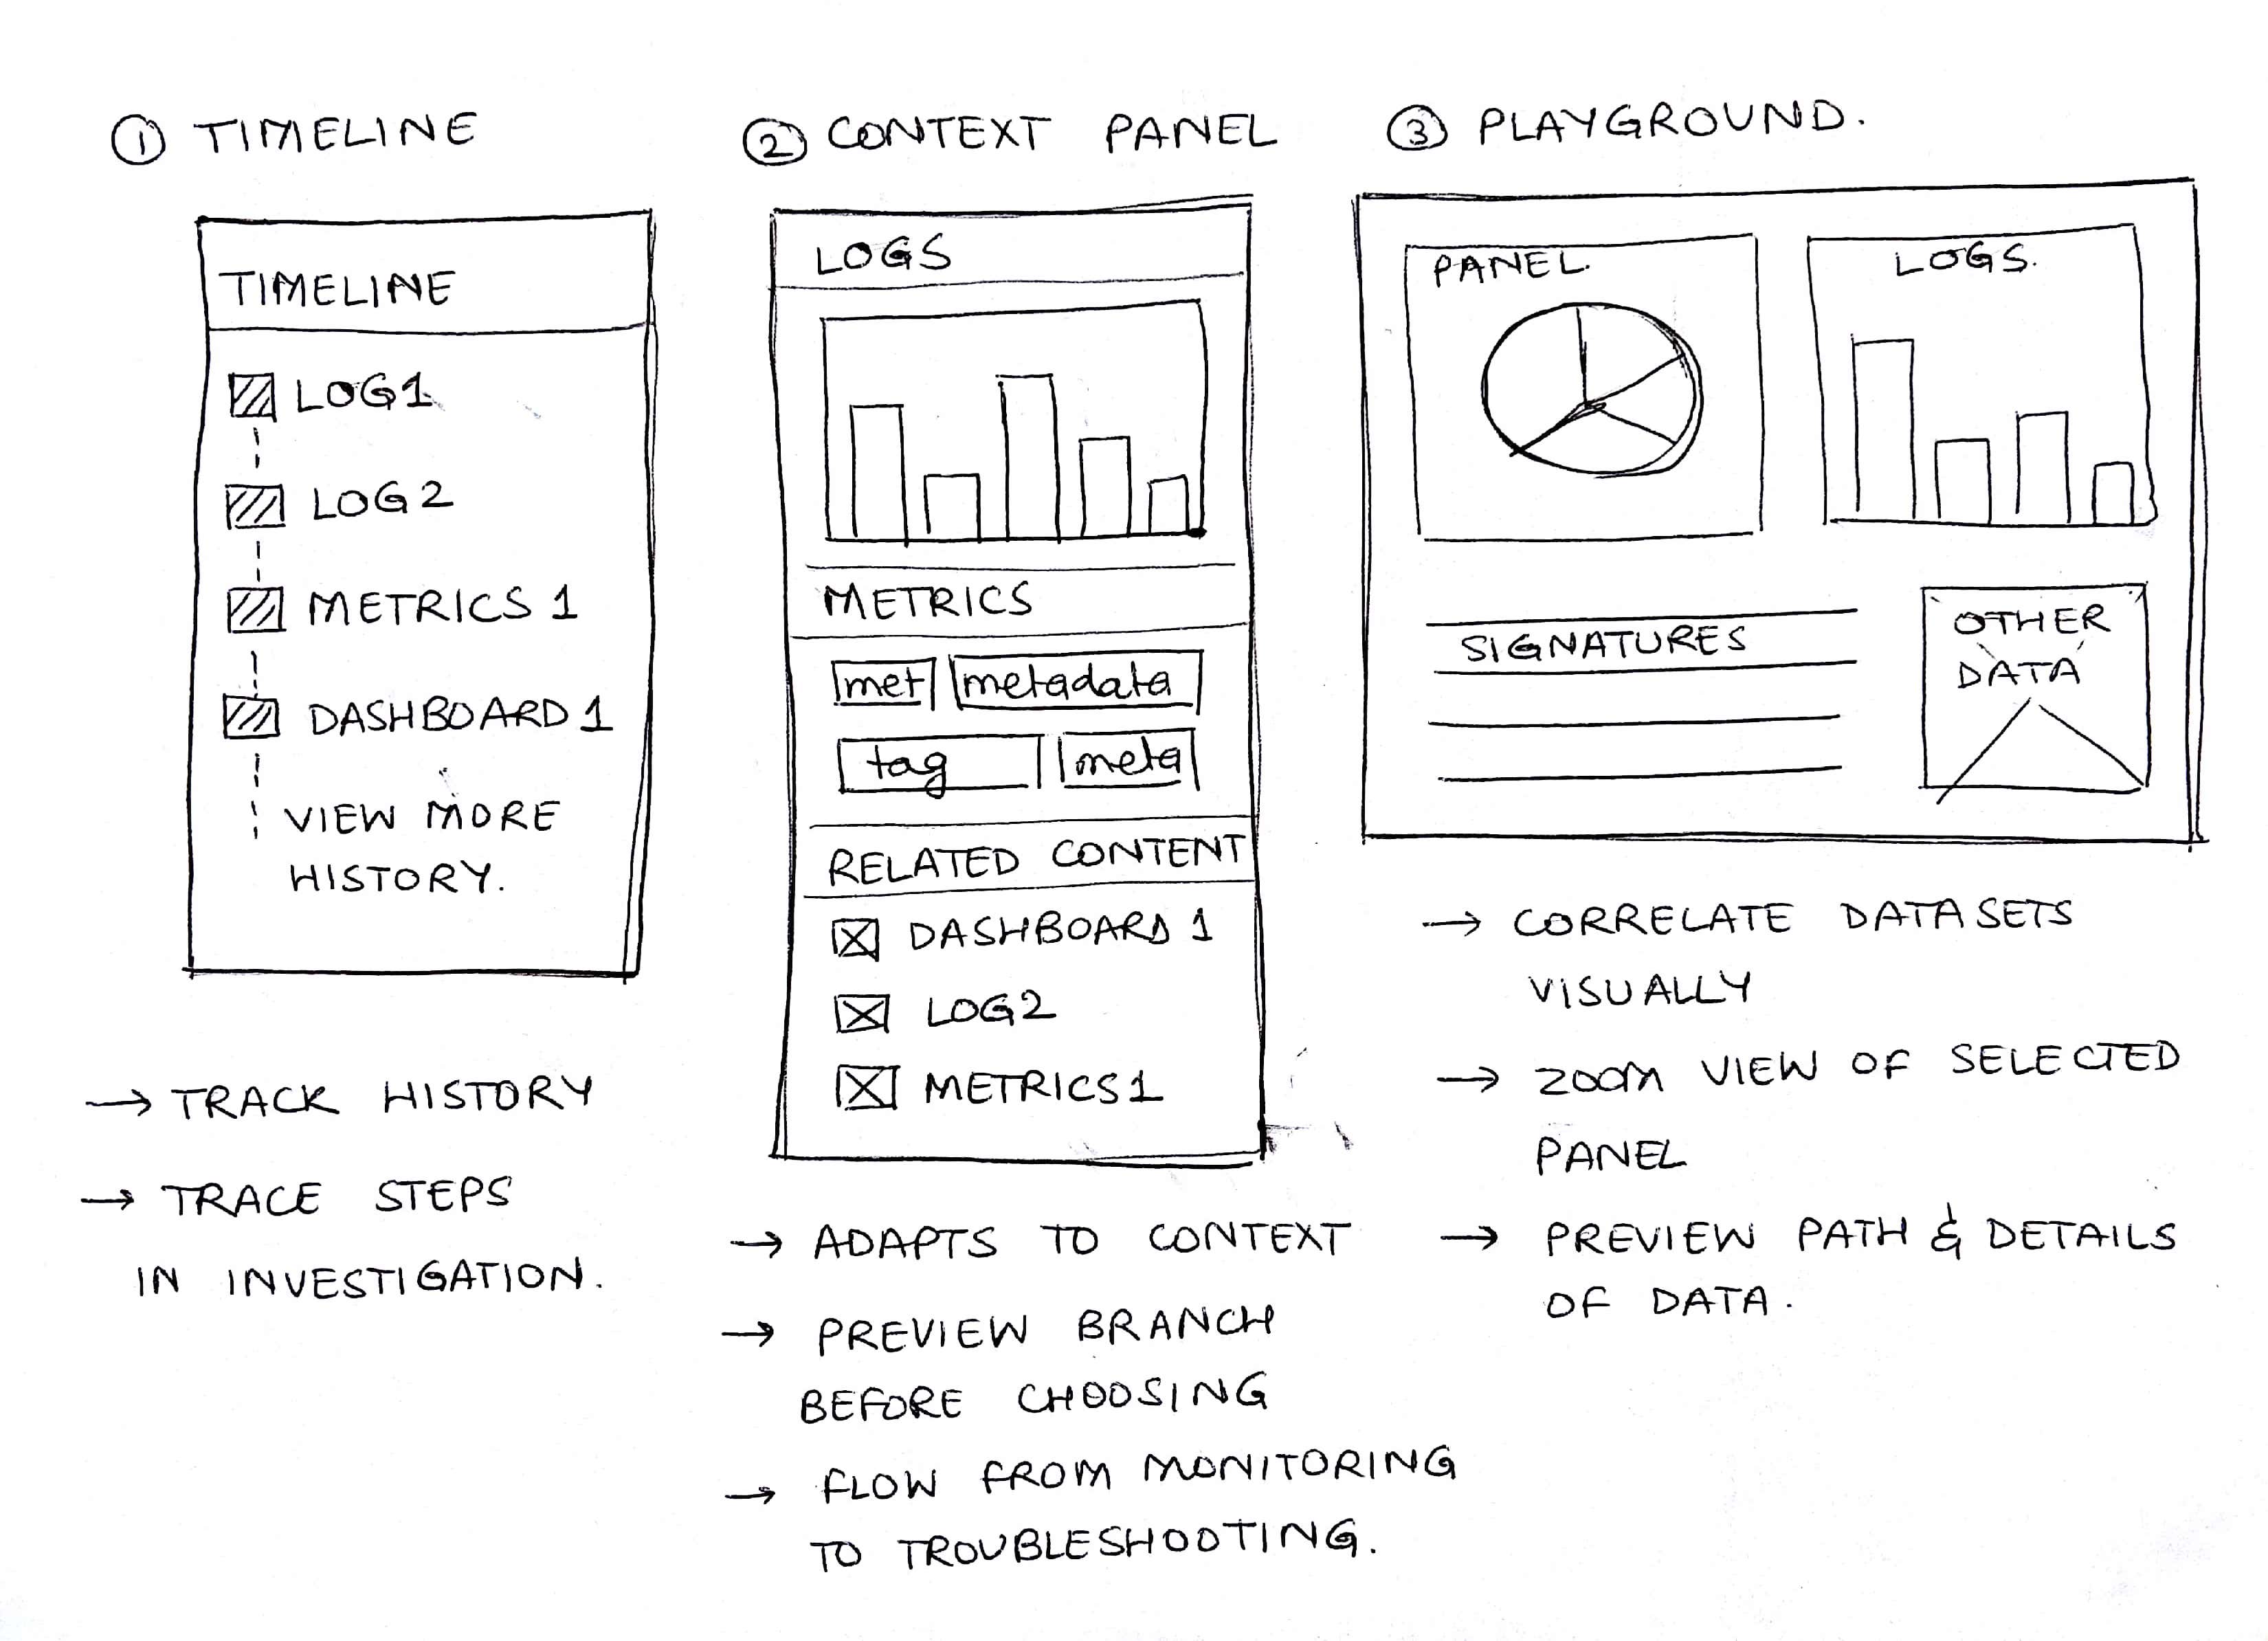 ① TIMELINE
TIMELINE
LOG1
LOG2
METRICS 1
DASHBOARD 1
VIEW MORE
HISTORY.
→ TRACK HISTORY
→ TRACE STEPS
IN INVESTIGATION.
② CONTEXT PANEL
LOGS
METRICS
met metadata
tag meta
RELATED CONTENT
DASHBOARD 1
LOG2
METRICS1
→ ADAPTS TO CONTEXT
→ PREVIEW BRANCH
BEFORE CHOOSING
→ FLOW FROM MONITORING
TO TROUBLESHOOTING.
③ PLAYGROUND.
PANEL.
LOGS.
SIGNATURES
OTHER
DATA
→ CORRELATE DATASETS
VISUALLY
→ ZOOM VIEW OF SELECTED
PANEL
→ PREVIEW PATH & DETAILS
OF DATA.